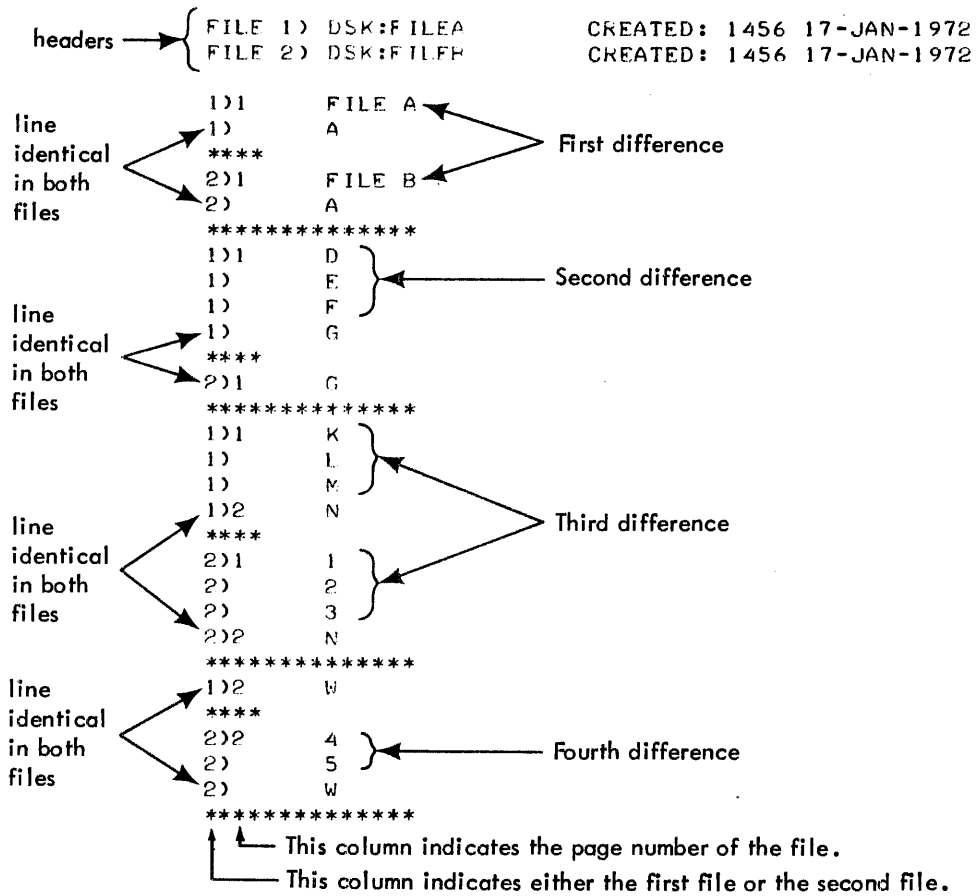 headers
FILE 1) DSK:FILEA CREATED: 1456 17-JAN-1972
FILE 2) DSK:FILEB CREATED: 1456 17-JAN-1972
1)1 FILE A
line identical in both files
1) A
****
First difference
2)1 FILE B
2) A
**************
1)1 D
1) E
Second difference
1) F
line identical in both files
1) G
****
2)1 G
**************
1)1 K
1) L
1) M
line identical in both files
1)2 N
Third difference
****
2)1 1
2) 2
2) 3
2)2 N
**************
line identical in both files
1)2 W
****
2)2 4
Fourth difference
2) 5
2) W
**************
This column indicates the page number of the file.
This column indicates either the first file or the second file.